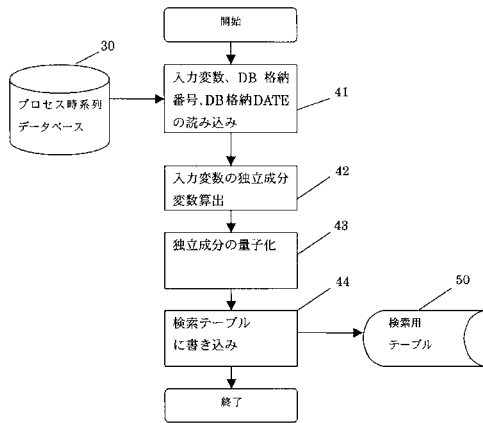 開始
30
プロセス時系列
データベース
入力変数、DB格納
番号、DB格納DATE
の読み込み
41
入力変数の独立成分
変数算出
42
独立成分の量子化
43
検索テーブル
に書き込み
44
検索用
テーブル
50
終了